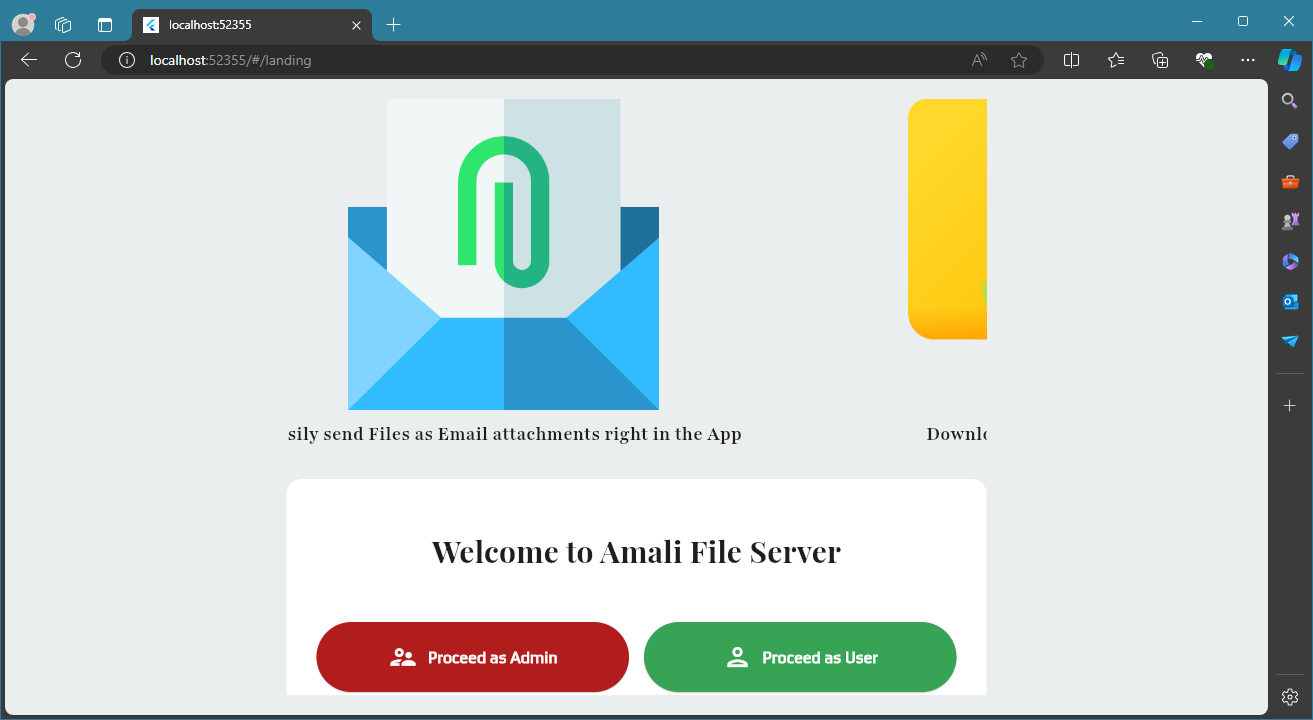 localhost:52355
localhost:52355/#/landing
sily send Files as Email attachments right in the App
Downlo
Welcome to Amali File Server
Proceed as Admin
Proceed as User